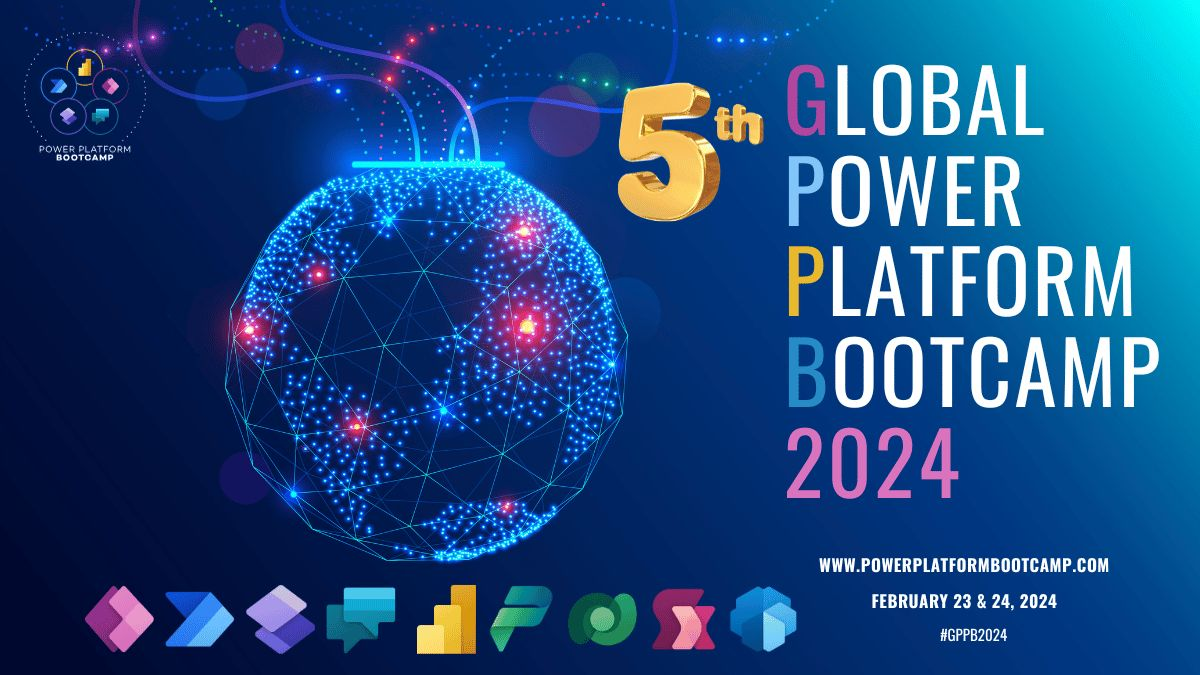 POWER PLATFORM
BOOTCAMP
5th
GLOBAL
POWER
PLATFORM
BOOTCAMP
2024
WWW.POWERPLATFORMBOOTCAMP.COM
FEBRUARY 23 & 24, 2024
#GPPB2024